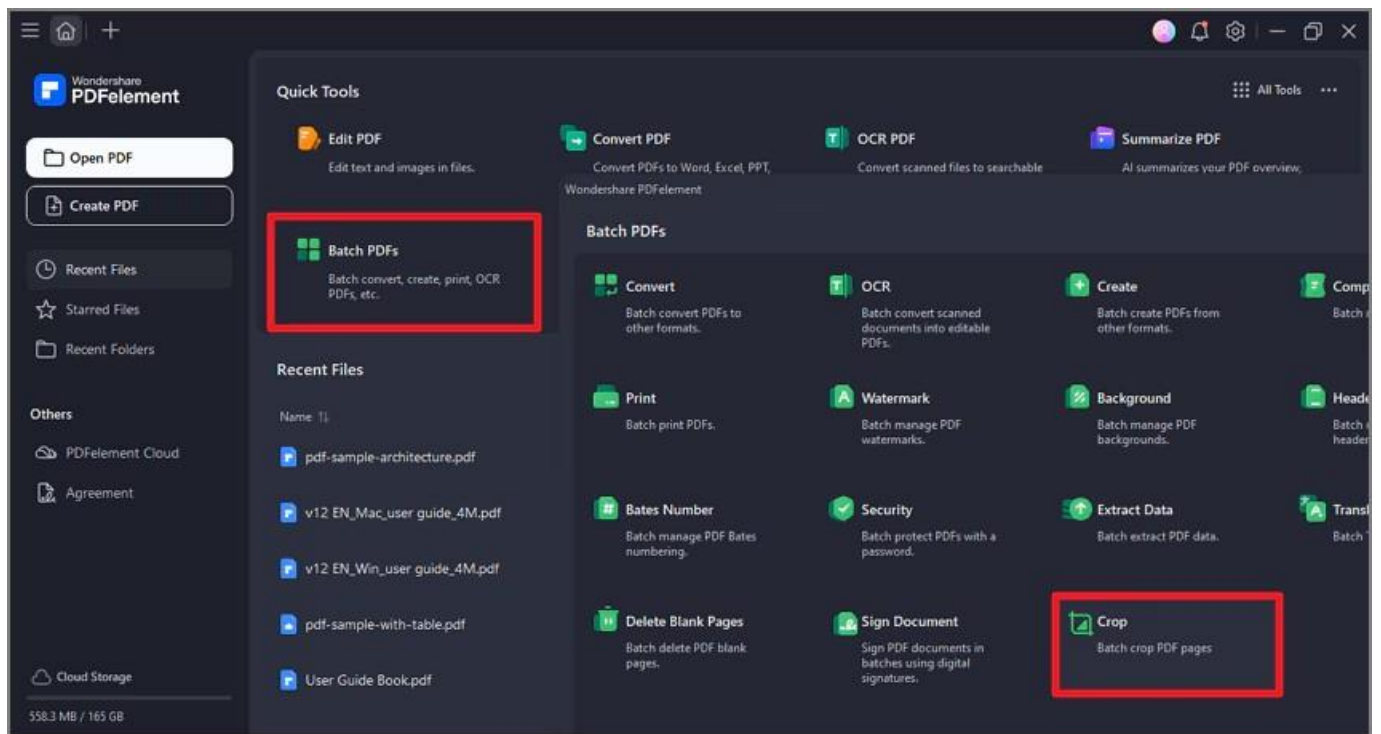 Wondershare
PDFelement
Open PDF
Create PDF
Recent Files
Starred Files
Recent Folders
Others
PDFelement Cloud
Agreement
Cloud Storage
558.3 MB / 165 GB
Quick Tools
All Tools
Edit PDF
Edit text and images in files.
Convert PDF
Convert PDFs to Word, Excel, PPT,
OCR PDF
Convert scanned files to searchable
Summarize PDF
AI summarizes your PDF overview,
Batch PDFs
Batch convert, create, print, OCR
PDFs, etc.
Recent Files
Name
pdf-sample-architecture.pdf
v12 EN_Mac_user guide_4M.pdf
v12 EN_Win_user guide_4M.pdf
pdf-sample-with-table.pdf
User Guide Book.pdf
Wondershare PDFelement
Batch PDFs
Convert
Batch convert PDFs to
other formats.
OCR
Batch convert scanned
documents into editable
PDFs.
Create
Batch create PDFs from
other formats.
Comp
Batch
Print
Batch print PDFs.
Watermark
Batch manage PDF
watermarks.
Background
Batch manage PDF
backgrounds.
Heade
Batch
header
Bates Number
Batch manage PDF Bates
numbering.
Security
Batch protect PDFs with a
password.
Extract Data
Batch extract PDF data.
Transl
Batch
Delete Blank Pages
Batch delete PDF blank
pages.
Sign Document
Sign PDF documents in
batches using digital
signatures.
Crop
Batch crop PDF pages